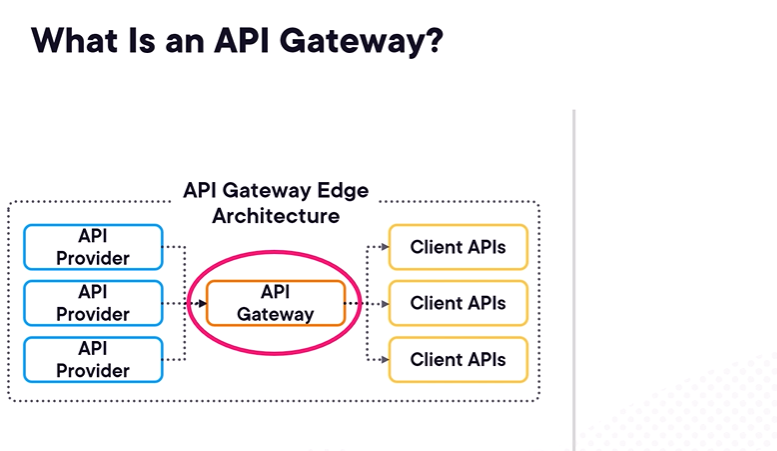 What Is an API Gateway?
API Gateway Edge
Architecture
API
Provider
API
Provider
API
Provider
API
Gateway
Client APIs
Client APIs
Client APIs